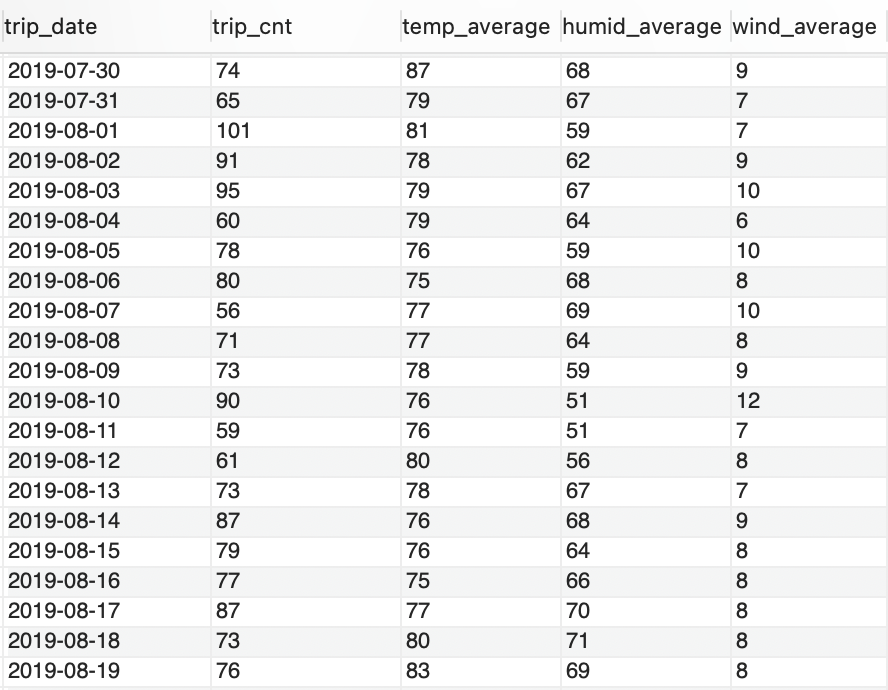 trip_date trip_cnt temp_average humid_average wind_average
2019-07-30 74 87 68 9
2019-07-31 65 79 67 7
2019-08-01 101 81 59 7
2019-08-02 91 78 62 9
2019-08-03 95 79 67 10
2019-08-04 60 79 64 6
2019-08-05 78 76 59 10
2019-08-06 80 75 68 8
2019-08-07 56 77 69 10
2019-08-08 71 77 64 8
2019-08-09 73 78 59 9
2019-08-10 90 76 51 12
2019-08-11 59 76 51 7
2019-08-12 61 80 56 8
2019-08-13 73 78 67 7
2019-08-14 87 76 68 9
2019-08-15 79 76 64 8
2019-08-16 77 75 66 8
2019-08-17 87 77 70 8
2019-08-18 73 80 71 8
2019-08-19 76 83 69 8